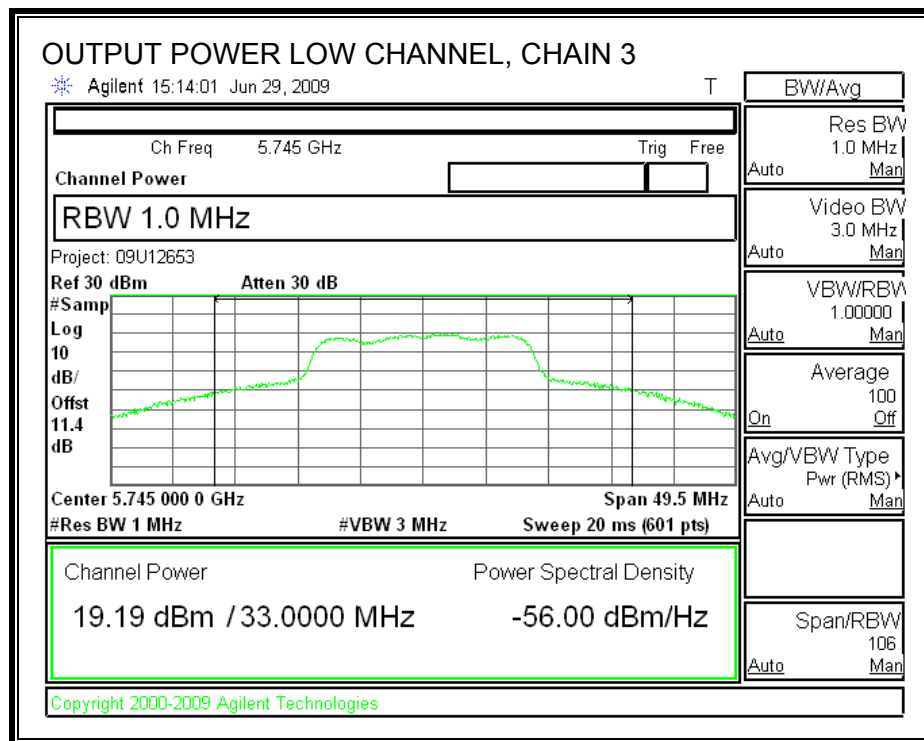 OUTPUT POWER LOW CHANNEL, CHAIN 3
Agilent 15:14:01 Jun 29, 2009 T
Ch Freq 5.745 GHz Trig Free
Channel Power
RBW 1.0 MHz
Project: 09U12653
Ref 30 dBm Atten 30 dB
#Samp
Log
10
dB/
Offst
11.4
dB
Center 5.745 000 0 GHz Span 49.5 MHz
#Res BW 1 MHz #VBW 3 MHz Sweep 20 ms (601 pts)
Channel Power Power Spectral Density
19.19 dBm / 33.0000 MHz -56.00 dBm/Hz
Copyright 2000-2009 Agilent Technologies
BW/Avg
Res BW
1.0 MHz
Auto Man
Video BW
3.0 MHz
Auto Man
VBW/RBW
1.00000
Auto Man
Average
100
On Off
Avg/VBW Type
Pwr (RMS)
Auto Man
Span/RBW
106
Auto Man